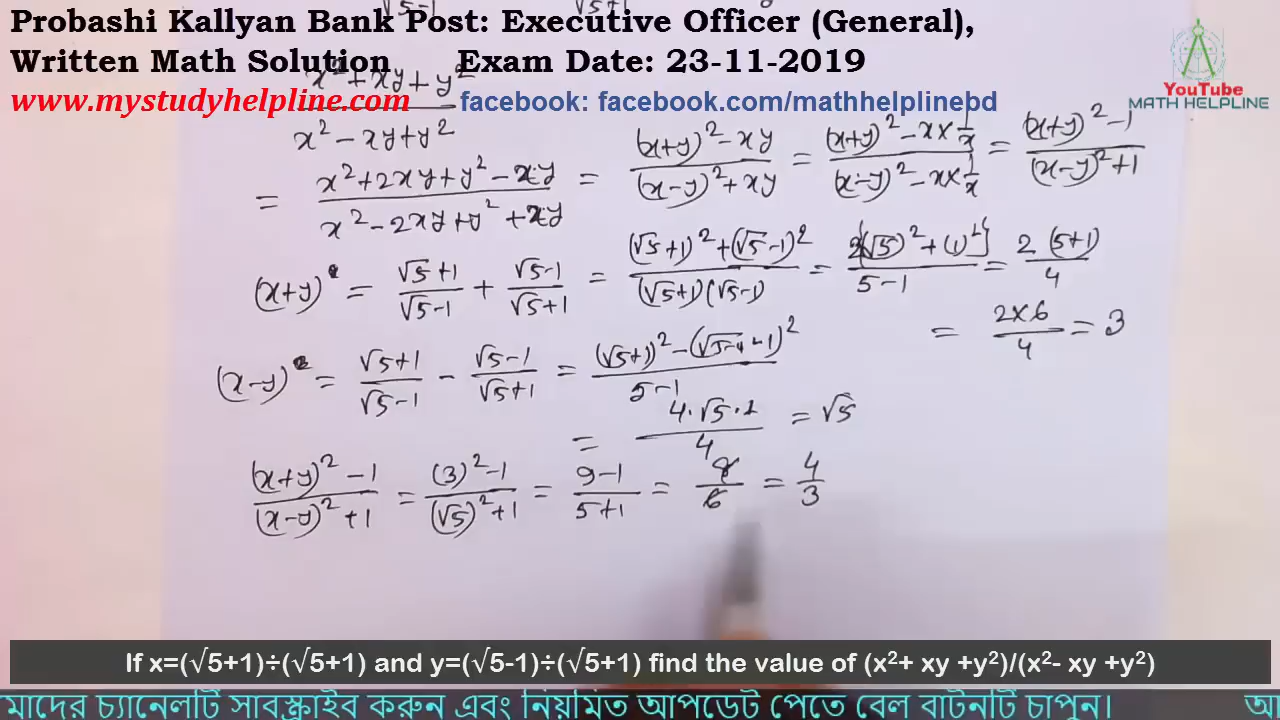 √5-1 √5+1
Probashi Kallyan Bank Post: Executive Officer (General),
Written Math Solution Exam Date: 23-11-2019
x² + xy + y²
www.mystudyhelpline.com facebook: facebook.com/mathhelplinebd
YouTube
MATH HELPLINE
x² - xy + y²
= (x²+2xy+y²-xy)/(x²-2xy+y²+xy) = ((x+y)²-xy)/((x-y)²+xy) = ((x+y)²-x×1/x)/((x-y)²-x×1/x) = ((x+y)²-1)/((x-y)²+1)
(x+y) = (√5+1)/(√5-1) + (√5-1)/(√5+1) = ((√5+1)²+(√5-1)²)/((√5+1)(√5-1)) = 2{(√5)²+(1)²}/(5-1) = 2(5+1)/4
= (2×6)/4 = 3
(x-y) = (√5+1)/(√5-1) - (√5-1)/(√5+1) = ((√5+1)²-(√5-1)²)/(5-1)
= (4·√5·1)/4 = √5
((x+y)²-1)/((x-y)²+1) = ((3)²-1)/((√5)²+1) = (9-1)/(5+1) = 8/6 = 4/3
If x=(√5+1)÷(√5+1) and y=(√5-1)÷(√5+1) find the value of (x²+ xy +y²)/(x²- xy +y²)
মাদের চ্যানেলটি সাবস্ক্রাইব করুন এবং নিয়মিত আপডেট পেতে বেল বাটনটি চাপুন। আ